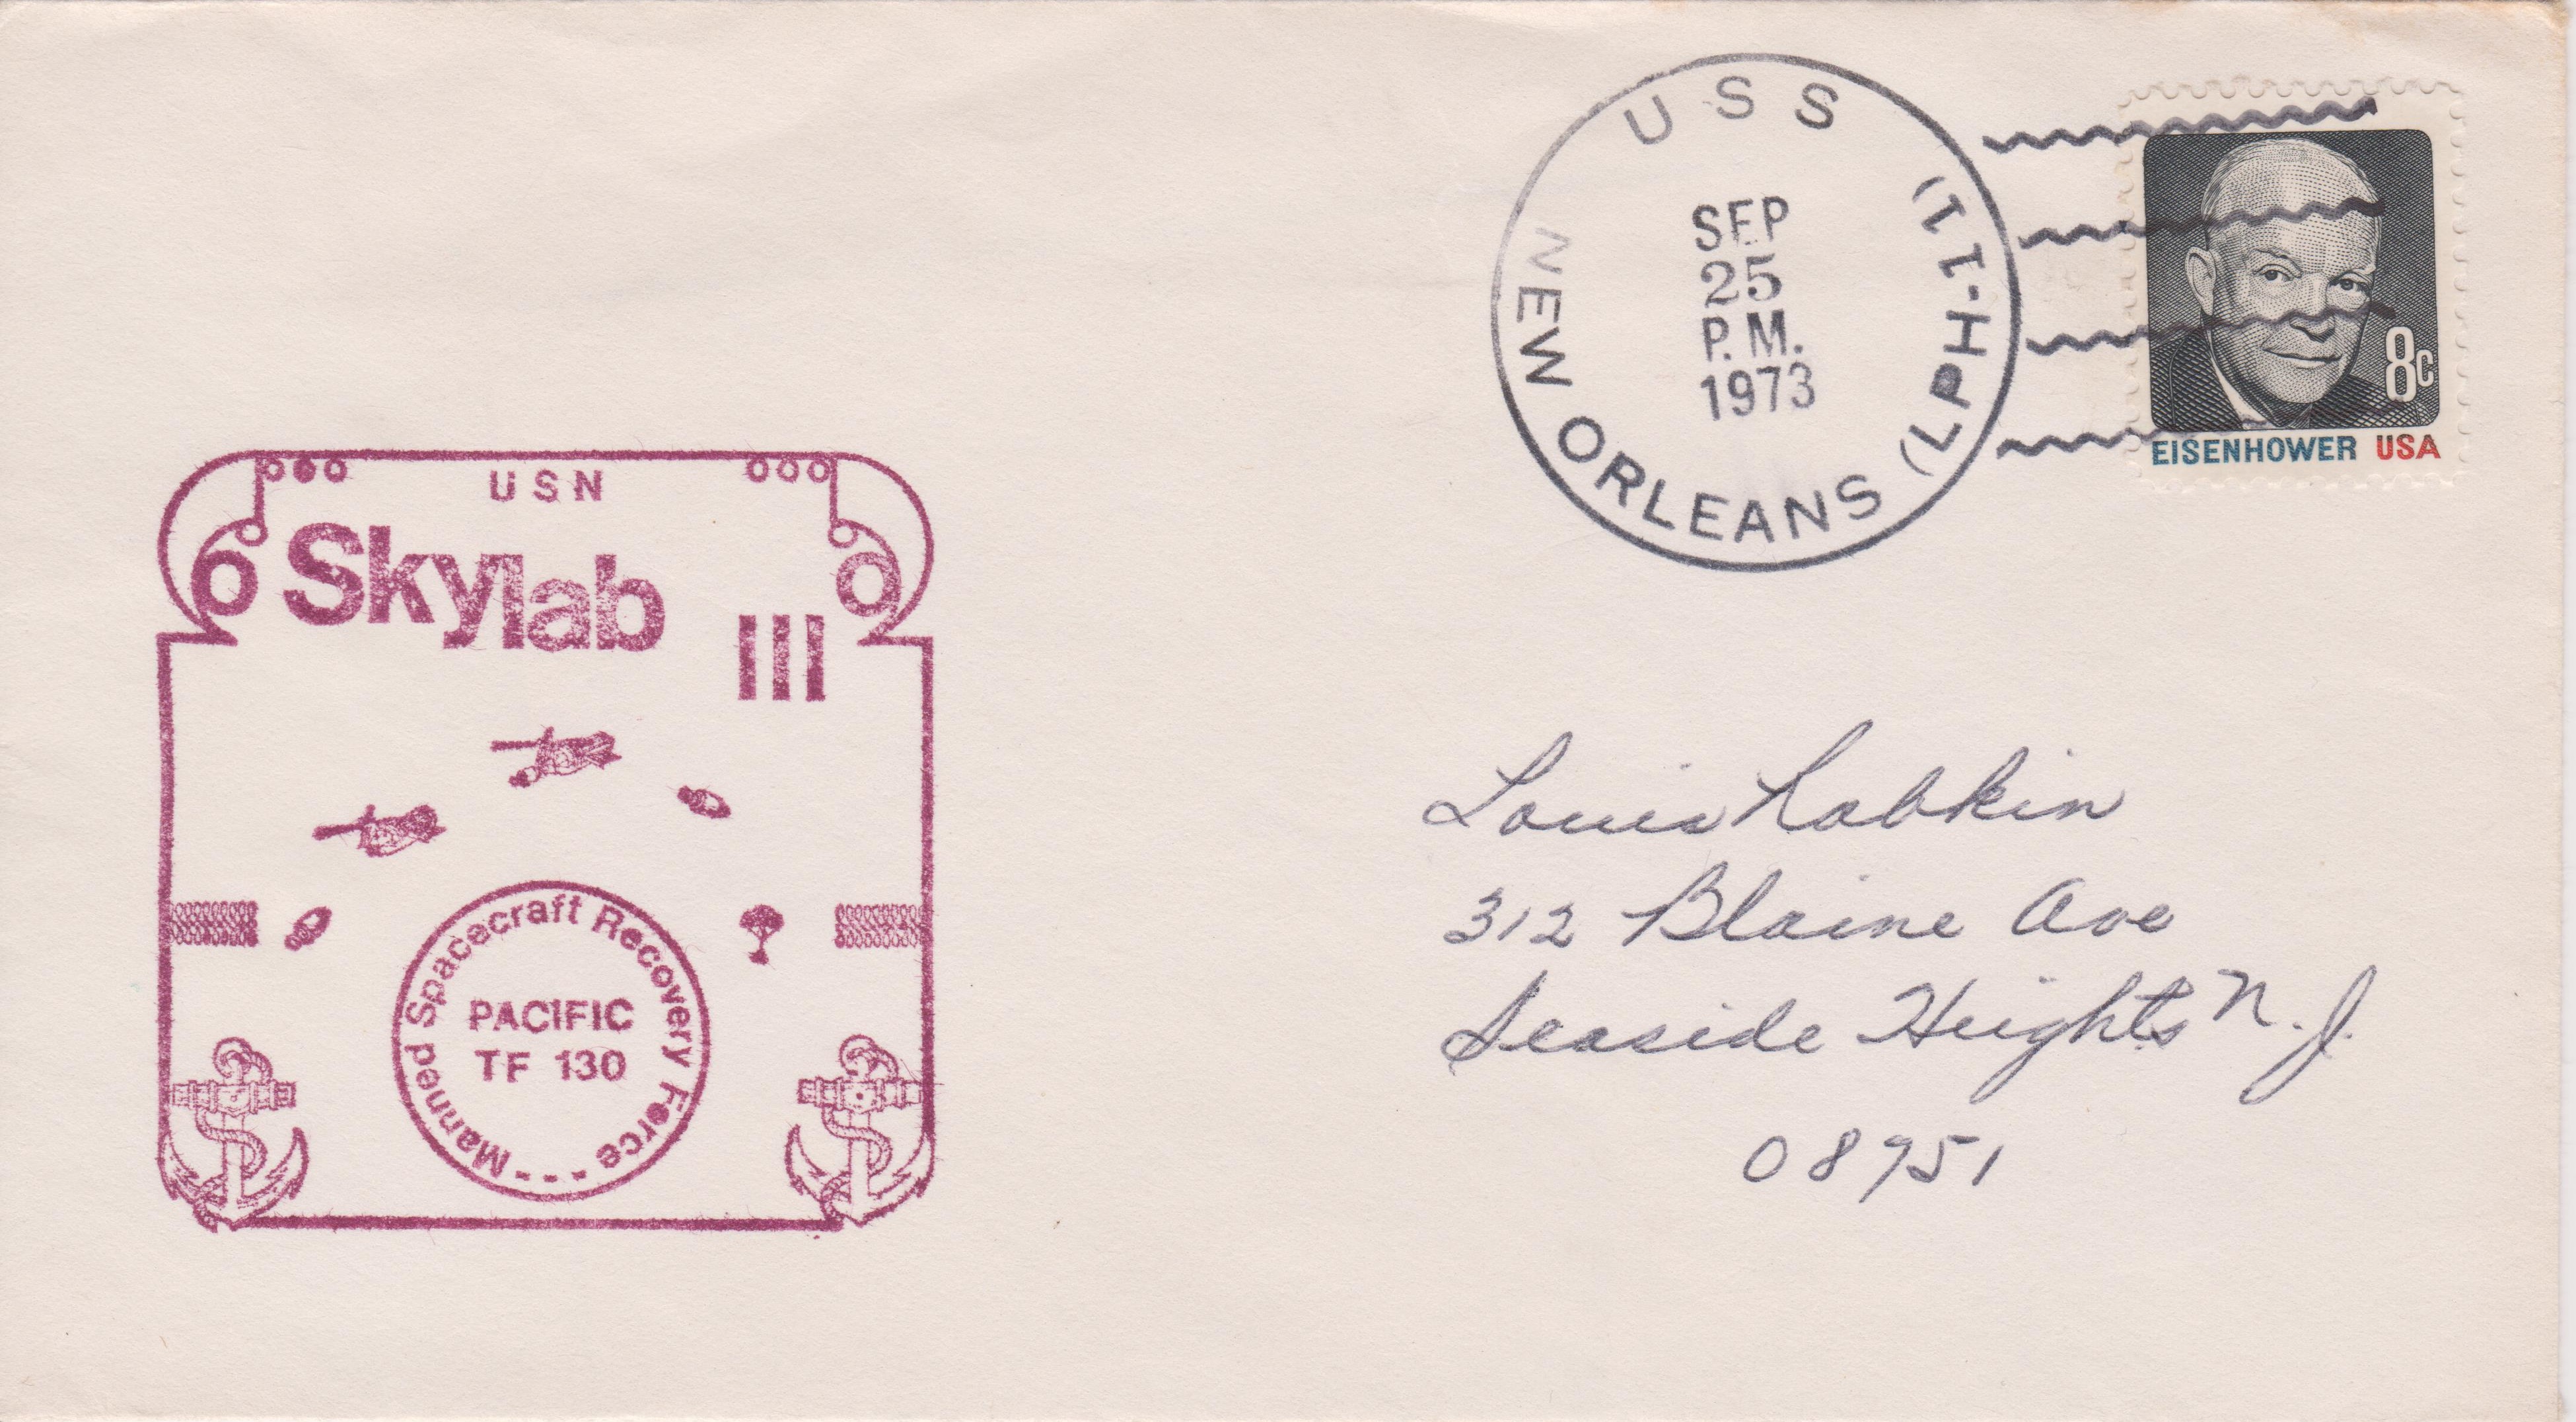 USS
NEW ORLEANS (LPH-11)
SEP
25
P.M.
1973
8c
EISENHOWER USA
USN
Skylab
III
Manned Spacecraft Recovery Force ---
PACIFIC
TF 130
Louis Rabkin
312 Blaine Ave
Seaside Heights N.J.
08751